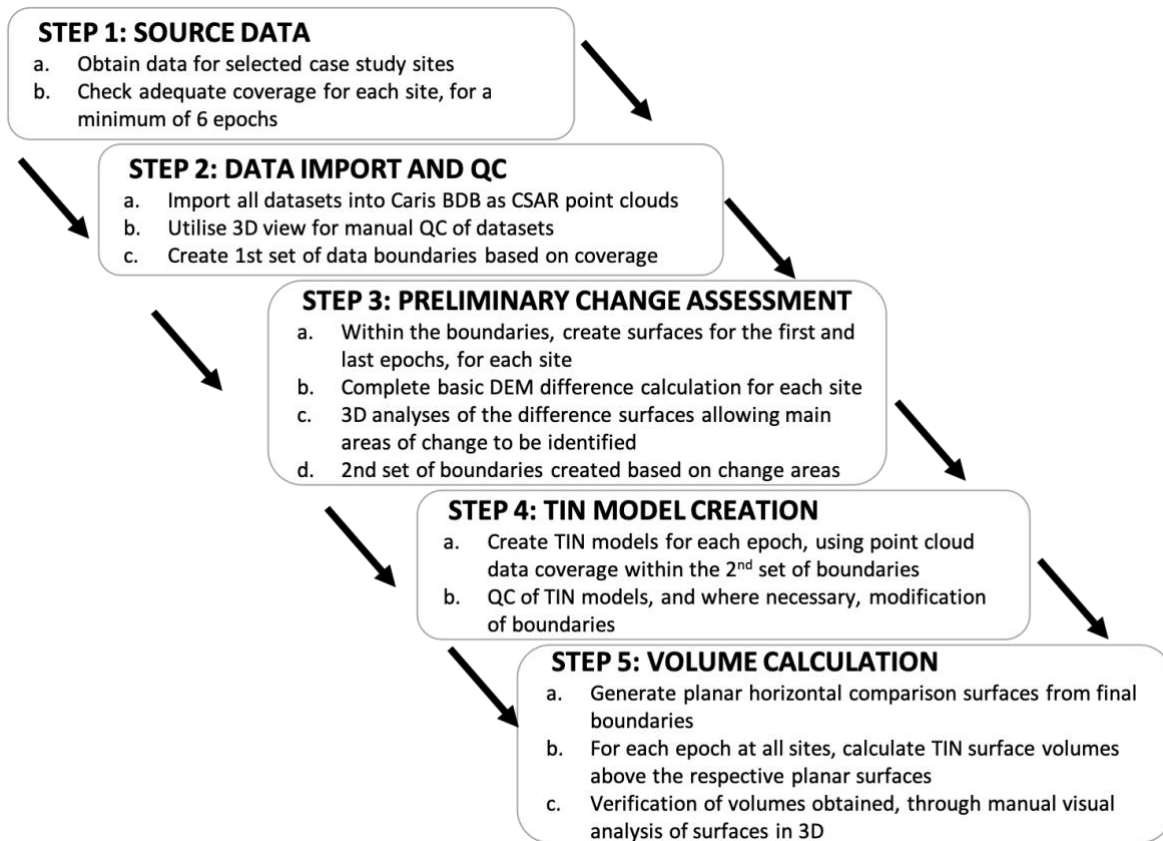 STEP 1: SOURCE DATA
a. Obtain data for selected case study sites
b. Check adequate coverage for each site, for a
minimum of 6 epochs
STEP 2: DATA IMPORT AND QC
a. Import all datasets into Caris BDB as CSAR point clouds
b. Utilise 3D view for manual QC of datasets
c. Create 1st set of data boundaries based on coverage
STEP 3: PRELIMINARY CHANGE ASSESSMENT
a. Within the boundaries, create surfaces for the first and
last epochs, for each site
b. Complete basic DEM difference calculation for each site
c. 3D analyses of the difference surfaces allowing main
areas of change to be identified
d. 2nd set of boundaries created based on change areas
STEP 4: TIN MODEL CREATION
a. Create TIN models for each epoch, using point cloud
data coverage within the 2nd set of boundaries
b. QC of TIN models, and where necessary, modification
of boundaries
STEP 5: VOLUME CALCULATION
a. Generate planar horizontal comparison surfaces from final
boundaries
b. For each epoch at all sites, calculate TIN surface volumes
above the respective planar surfaces
c. Verification of volumes obtained, through manual visual
analysis of surfaces in 3D